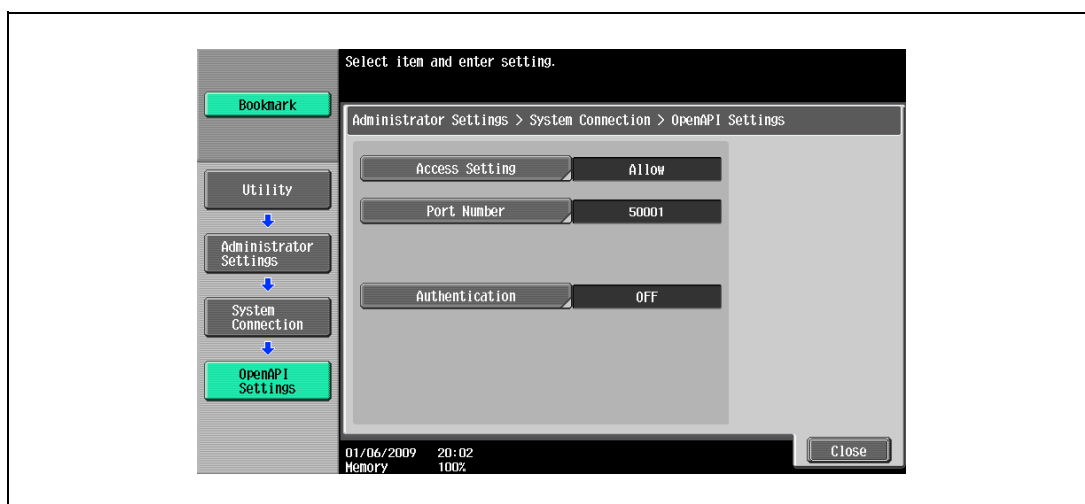 Select item and enter setting.
Bookmark
Administrator Settings > System Connection > OpenAPI Settings
Access Setting
Allow
Utility
Port Number
50001
Administrator
Settings
Authentication
OFF
System
Connection
OpenAPI
Settings
01/06/2009 20:02
Memory 100%
Close